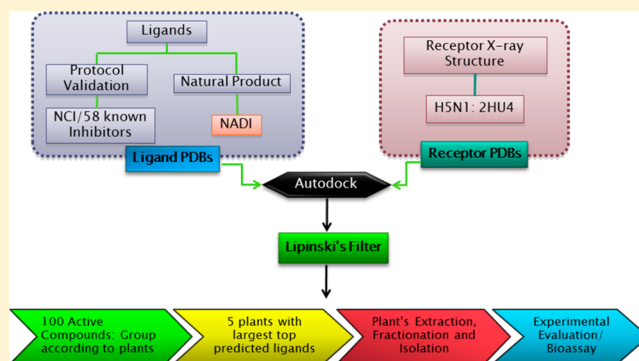 Ligands
Protocol
Validation
Natural Product
NCI/58 known
Inhibitors
NADI
Ligand PDBs
Receptor X-ray
Structure
H5N1: 2HU4
Receptor PDBs
Autodock
Lipinski's Filter
100 Active
Compounds: Group
according to plants
5 plants with
largest top
predicted ligands
Plant's Extraction,
Fractionation and
Isolation
Experimental
Evaluation/
Bioassay